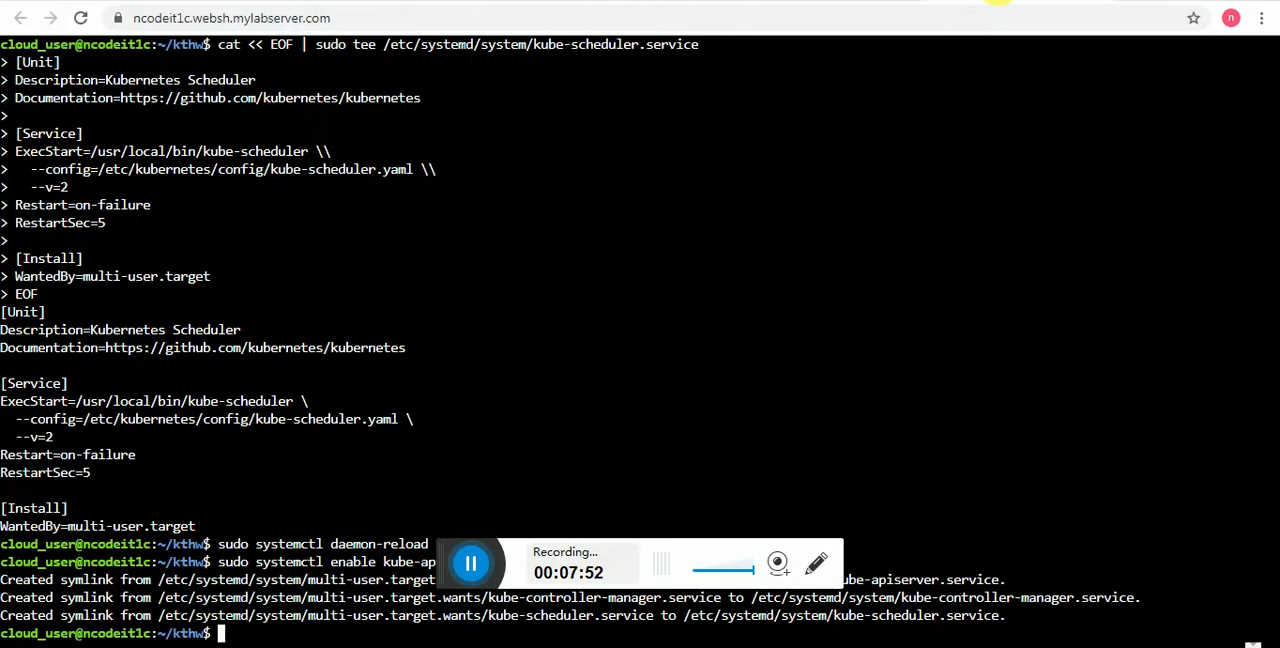 ncodeit1c.websh.mylabserver.com
n
cloud_user@ncodeit1c:~/kthw$ cat << EOF | sudo tee /etc/systemd/system/kube-scheduler.service
> [Unit]
> Description=Kubernetes Scheduler
> Documentation=https://github.com/kubernetes/kubernetes
>
> [Service]
> ExecStart=/usr/local/bin/kube-scheduler \\
>   --config=/etc/kubernetes/config/kube-scheduler.yaml \\
>   --v=2
> Restart=on-failure
> RestartSec=5
>
> [Install]
> WantedBy=multi-user.target
> EOF
[Unit]
Description=Kubernetes Scheduler
Documentation=https://github.com/kubernetes/kubernetes
[Service]
ExecStart=/usr/local/bin/kube-scheduler \
  --config=/etc/kubernetes/config/kube-scheduler.yaml \
  --v=2
Restart=on-failure
RestartSec=5
[Install]
WantedBy=multi-user.target
cloud_user@ncodeit1c:~/kthw$ sudo systemctl daemon-reload
cloud_user@ncodeit1c:~/kthw$ sudo systemctl enable kube-ap
Recording...
00:07:52
Created symlink from /etc/systemd/system/multi-user.target kube-apiserver.service.
Created symlink from /etc/systemd/system/multi-user.target.wants/kube-controller-manager.service to /etc/systemd/system/kube-controller-manager.service.
Created symlink from /etc/systemd/system/multi-user.target.wants/kube-scheduler.service to /etc/systemd/system/kube-scheduler.service.
cloud_user@ncodeit1c:~/kthw$